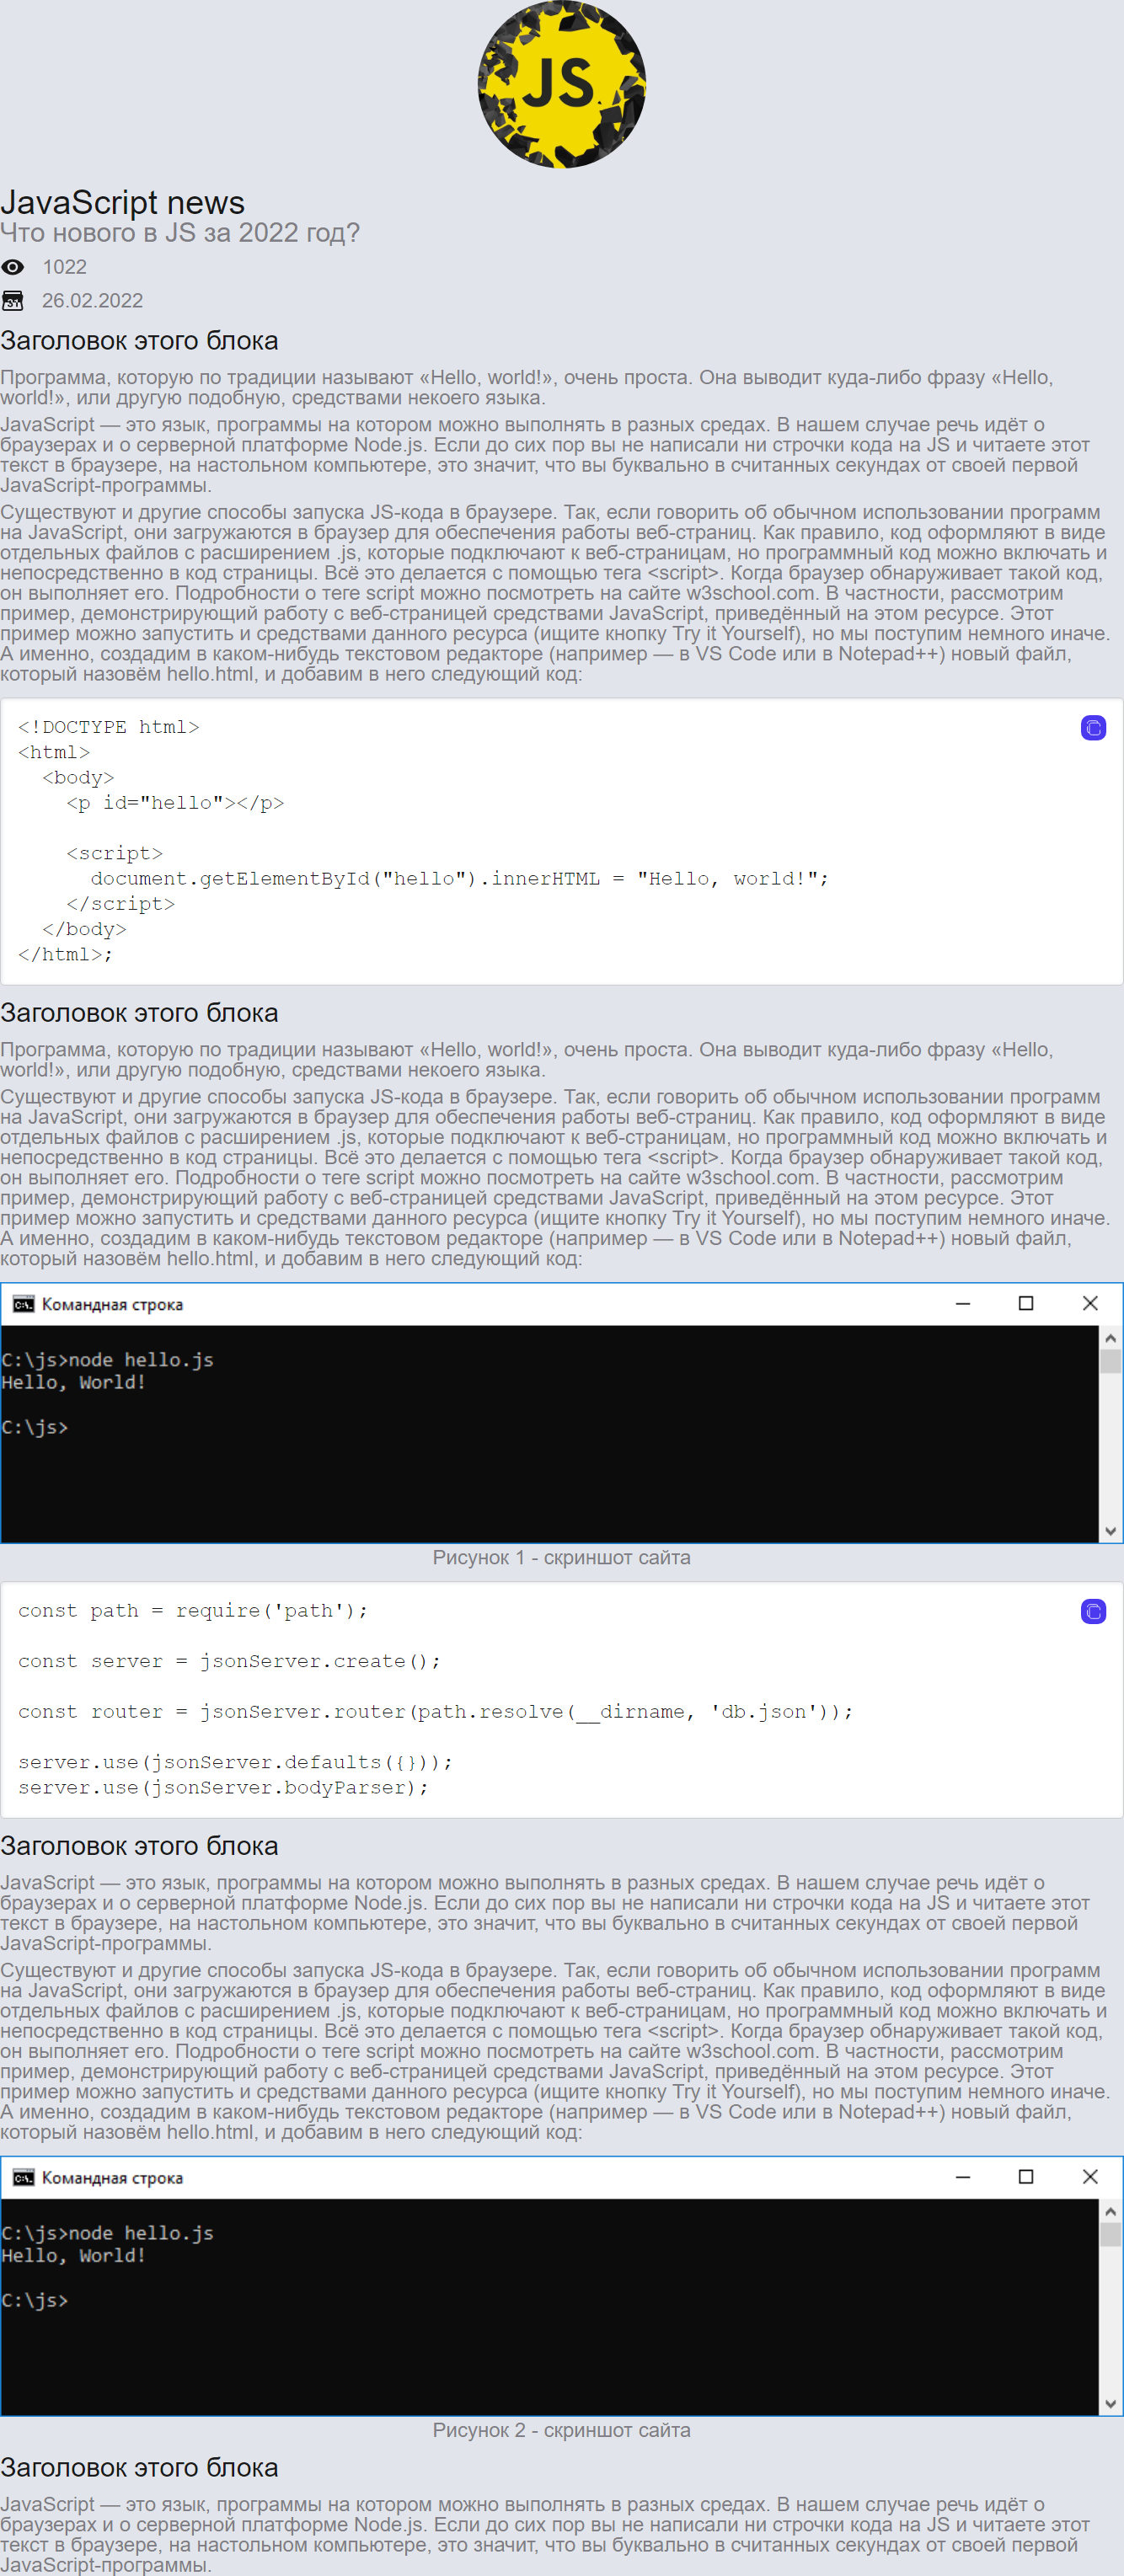 JS
JavaScript news
Что нового в JS за 2022 год?
1022
31
26.02.2022
Заголовок этого блока
Программа, которую по традиции называют «Hello, world!», очень проста. Она выводит куда-либо фразу «Hello,
world!», или другую подобную, средствами некоего языка.
JavaScript — это язык, программы на котором можно выполнять в разных средах. В нашем случае речь идёт о
браузерах и о серверной платформе Node.js. Если до сих пор вы не написали ни строчки кода на JS и читаете этот
текст в браузере, на настольном компьютере, это значит, что вы буквально в считанных секундах от своей первой
JavaScript-программы.
Существуют и другие способы запуска JS-кода в браузере. Так, если говорить об обычном использовании программ
на JavaScript, они загружаются в браузер для обеспечения работы веб-страниц. Как правило, код оформляют в виде
отдельных файлов с расширением .js, которые подключают к веб-страницам, но программный код можно включать и
непосредственно в код страницы. Всё это делается с помощью тега <script>. Когда браузер обнаруживает такой код,
он выполняет его. Подробности о теге script можно посмотреть на сайте w3school.com. В частности, рассмотрим
пример, демонстрирующий работу с веб-страницей средствами JavaScript, приведённый на этом ресурсе. Этот
пример можно запустить и средствами данного ресурса (ищите кнопку Try it Yourself), но мы поступим немного иначе.
А именно, создадим в каком-нибудь текстовом редакторе (например — в VS Code или в Notepad++) новый файл,
который назовём hello.html, и добавим в него следующий код:
<!DOCTYPE html>
<html>
  <body>
    <p id="hello"></p>
    <script>
      document.getElementById("hello").innerHTML = "Hello, world!";
    </script>
  </body>
</html>;
Заголовок этого блока
Программа, которую по традиции называют «Hello, world!», очень проста. Она выводит куда-либо фразу «Hello,
world!», или другую подобную, средствами некоего языка.
Существуют и другие способы запуска JS-кода в браузере. Так, если говорить об обычном использовании программ
на JavaScript, они загружаются в браузер для обеспечения работы веб-страниц. Как правило, код оформляют в виде
отдельных файлов с расширением .js, которые подключают к веб-страницам, но программный код можно включать и
непосредственно в код страницы. Всё это делается с помощью тега <script>. Когда браузер обнаруживает такой код,
он выполняет его. Подробности о теге script можно посмотреть на сайте w3school.com. В частности, рассмотрим
пример, демонстрирующий работу с веб-страницей средствами JavaScript, приведённый на этом ресурсе. Этот
пример можно запустить и средствами данного ресурса (ищите кнопку Try it Yourself), но мы поступим немного иначе.
А именно, создадим в каком-нибудь текстовом редакторе (например — в VS Code или в Notepad++) новый файл,
который назовём hello.html, и добавим в него следующий код:
Командная строка
C:\js>node hello.js
Hello, World!
C:\js>
Рисунок 1 - скриншот сайта
const path = require('path');
const server = jsonServer.create();
const router = jsonServer.router(path.resolve(__dirname, 'db.json'));
server.use(jsonServer.defaults({}));
server.use(jsonServer.bodyParser);
Заголовок этого блока
JavaScript — это язык, программы на котором можно выполнять в разных средах. В нашем случае речь идёт о
браузерах и о серверной платформе Node.js. Если до сих пор вы не написали ни строчки кода на JS и читаете этот
текст в браузере, на настольном компьютере, это значит, что вы буквально в считанных секундах от своей первой
JavaScript-программы.
Существуют и другие способы запуска JS-кода в браузере. Так, если говорить об обычном использовании программ
на JavaScript, они загружаются в браузер для обеспечения работы веб-страниц. Как правило, код оформляют в виде
отдельных файлов с расширением .js, которые подключают к веб-страницам, но программный код можно включать и
непосредственно в код страницы. Всё это делается с помощью тега <script>. Когда браузер обнаруживает такой код,
он выполняет его. Подробности о теге script можно посмотреть на сайте w3school.com. В частности, рассмотрим
пример, демонстрирующий работу с веб-страницей средствами JavaScript, приведённый на этом ресурсе. Этот
пример можно запустить и средствами данного ресурса (ищите кнопку Try it Yourself), но мы поступим немного иначе.
А именно, создадим в каком-нибудь текстовом редакторе (например — в VS Code или в Notepad++) новый файл,
который назовём hello.html, и добавим в него следующий код:
Командная строка
C:\js>node hello.js
Hello, World!
C:\js>
Рисунок 2 - скриншот сайта
Заголовок этого блока
JavaScript — это язык, программы на котором можно выполнять в разных средах. В нашем случае речь идёт о
браузерах и о серверной платформе Node.js. Если до сих пор вы не написали ни строчки кода на JS и читаете этот
текст в браузере, на настольном компьютере, это значит, что вы буквально в считанных секундах от своей первой
JavaScript-программы.